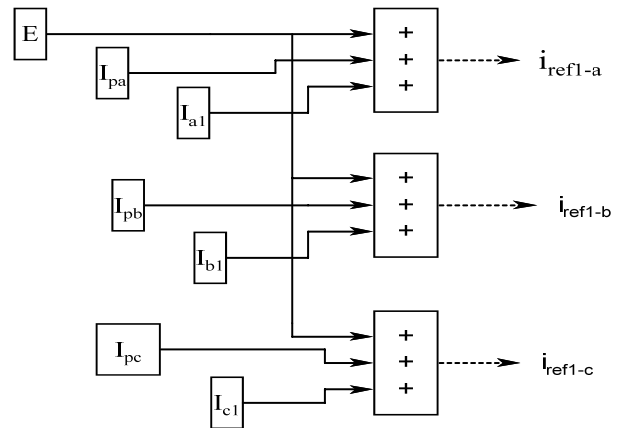 E
+
I_pa
+
i_ref1-a
I_a1
+
+
I_pb
+
i_ref1-b
I_b1
+
+
I_pc
+
i_ref1-c
I_c1
+